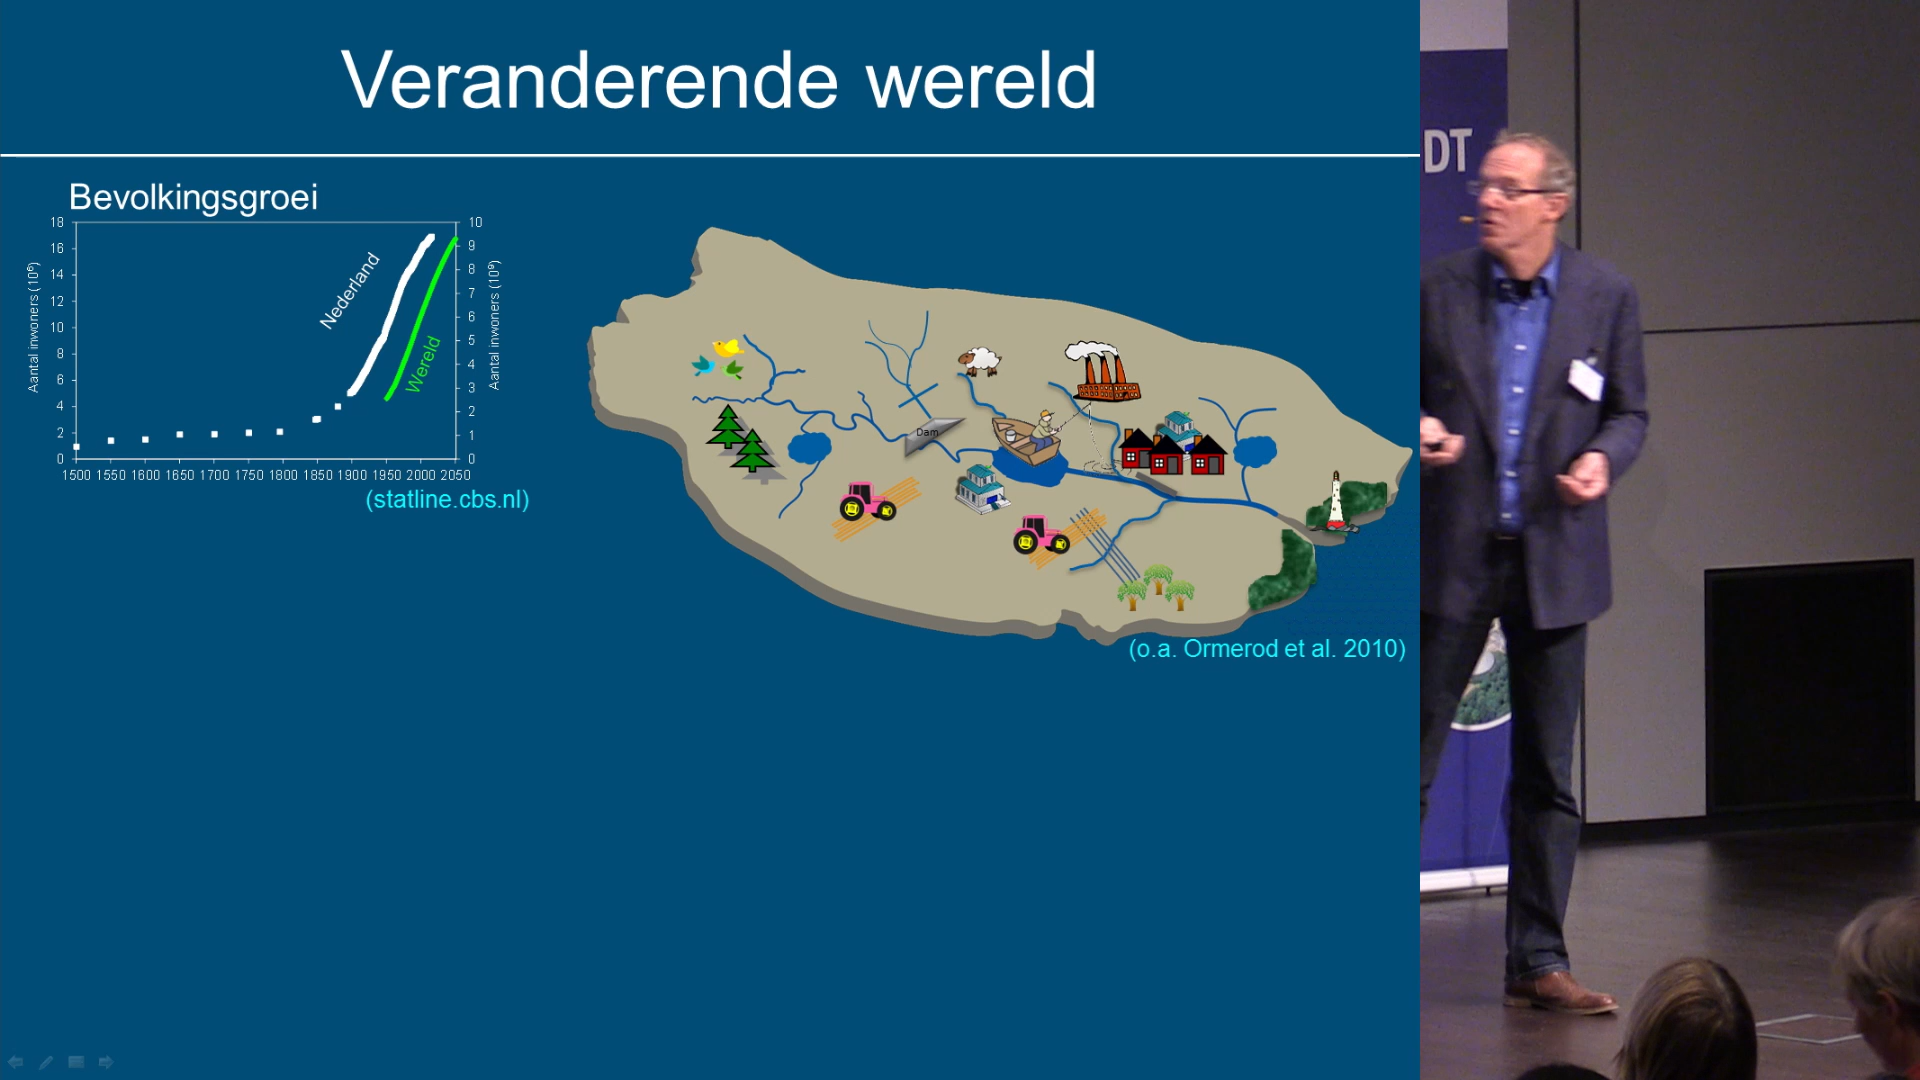 Veranderende wereld
Bevolkingsgroei
18
16
14
12
10
8
6
4
2
0
Aantal inwoners (10⁶)
10
9
8
7
6
5
4
3
2
1
0
Aantal inwoners (10⁹)
Nederland
Wereld
1500 1550 1600 1650 1700 1750 1800 1850 1900 1950 2000 2050
(statline.cbs.nl)
Dam
(o.a. Ormerod et al. 2010)
DT